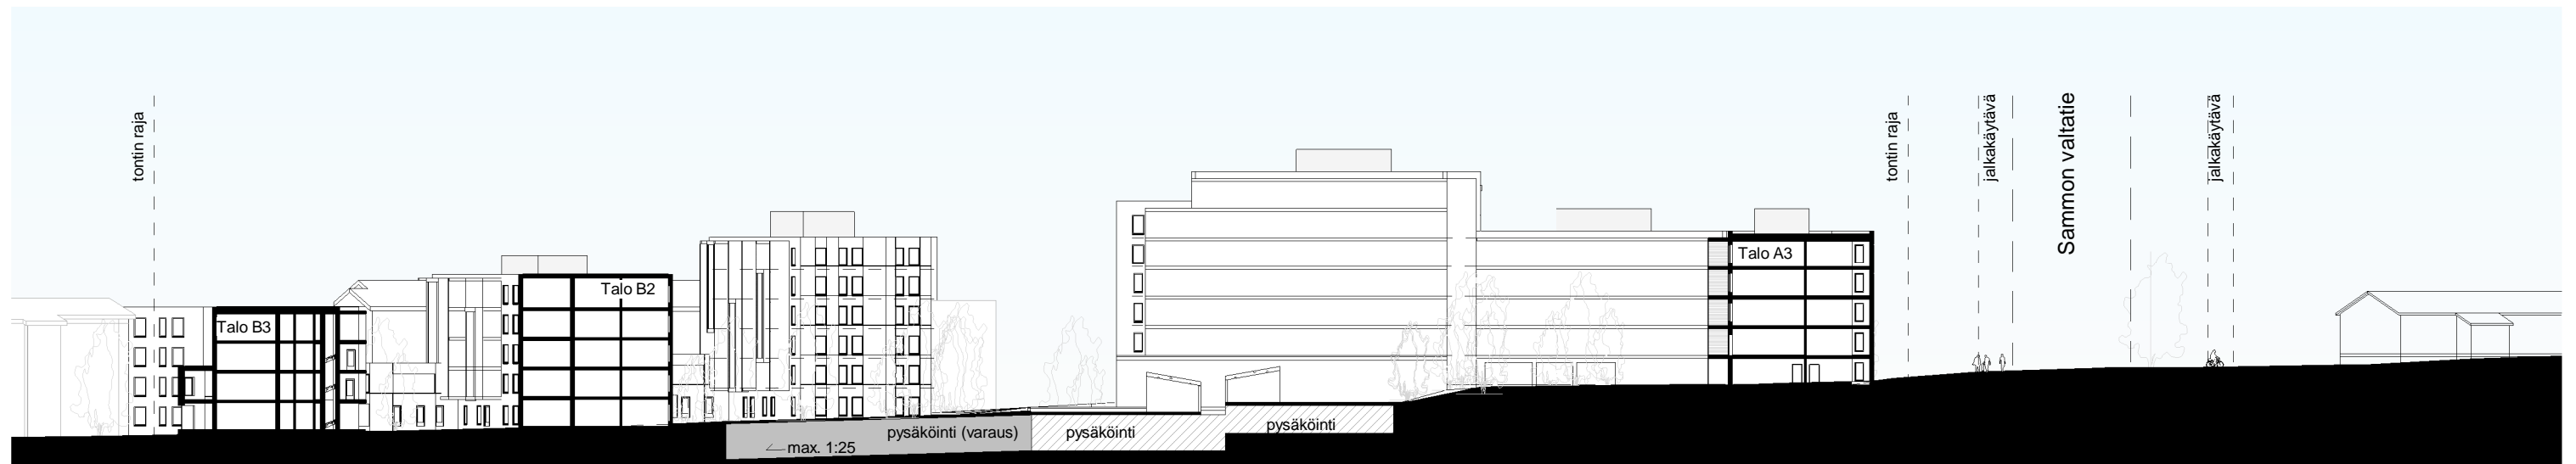 tontin raja
Talo B3
Talo B2
Talo A3
tontin raja
jalkakäytävä
Sammon valtatie
jalkakäytävä
pysäköinti (varaus)
max. 1:25
pysäköinti
pysäköinti